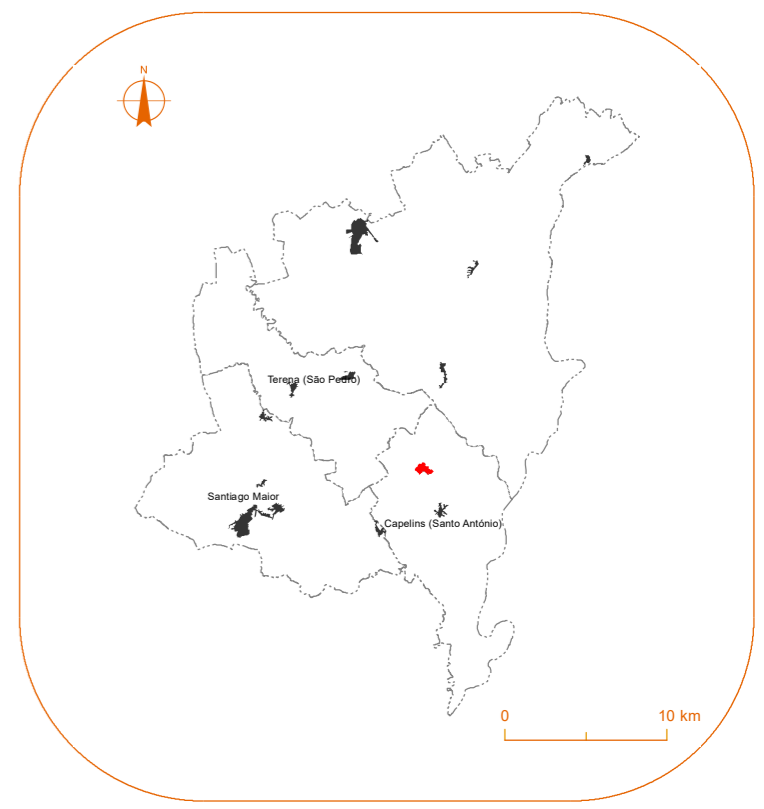 N
Terena (São Pedro)
Santiago Maior
Capelins (Santo António)
0 10 km